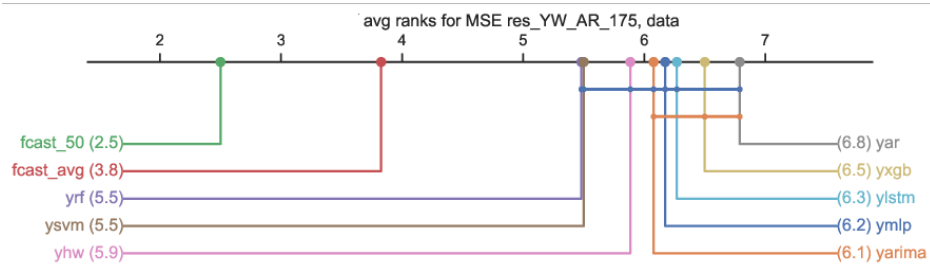 avg ranks for MSE res_YW_AR_175, data
2 3 4 5 6 7
fcast_50 (2.5) (6.8) yar
fcast_avg (3.8) (6.5) yxgb
yrf (5.5) (6.3) ylstm
ysvm (5.5) (6.2) ymlp
yhw (5.9) (6.1) yarima